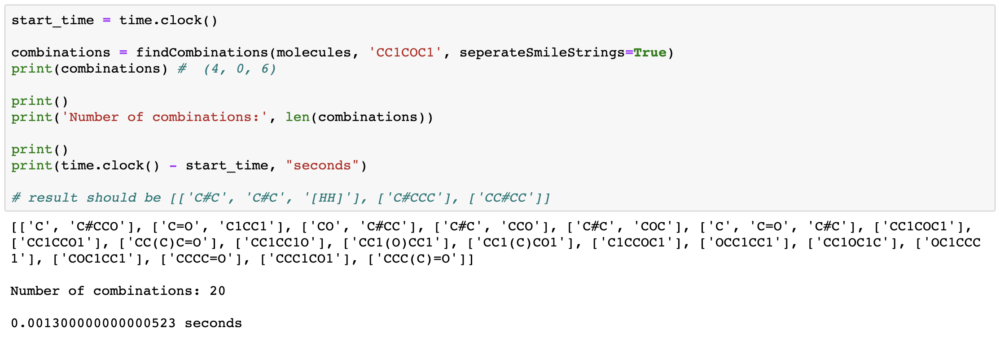 start_time = time.clock()
combinations = findCombinations(molecules, 'CC1COC1', seperateSmileStrings=True)
print(combinations) #  (4, 0, 6)
print()
print('Number of combinations:', len(combinations))
print()
print(time.clock() - start_time, "seconds")
# result should be [['C#C', 'C#C', '[HH]'], ['C#CCC'], ['CC#CC']]
[['C', 'C#CCO'], ['C=O', 'C1CC1'], ['CO', 'C#CC'], ['C#C', 'CCO'], ['C#C', 'COC'], ['C', 'C=O', 'C#C'], ['CC1COC1'],
['CC1CCO1'], ['CC(C)C=O'], ['CC1CC1O'], ['CC1(O)CC1'], ['CC1(C)CO1'], ['C1CCOC1'], ['OCC1CC1'], ['CC1OC1C'], ['OC1CCC
1'], ['COC1CC1'], ['CCCC=O'], ['CCC1CO1'], ['CCC(C)=O']]
Number of combinations: 20
0.0013000000000000523 seconds